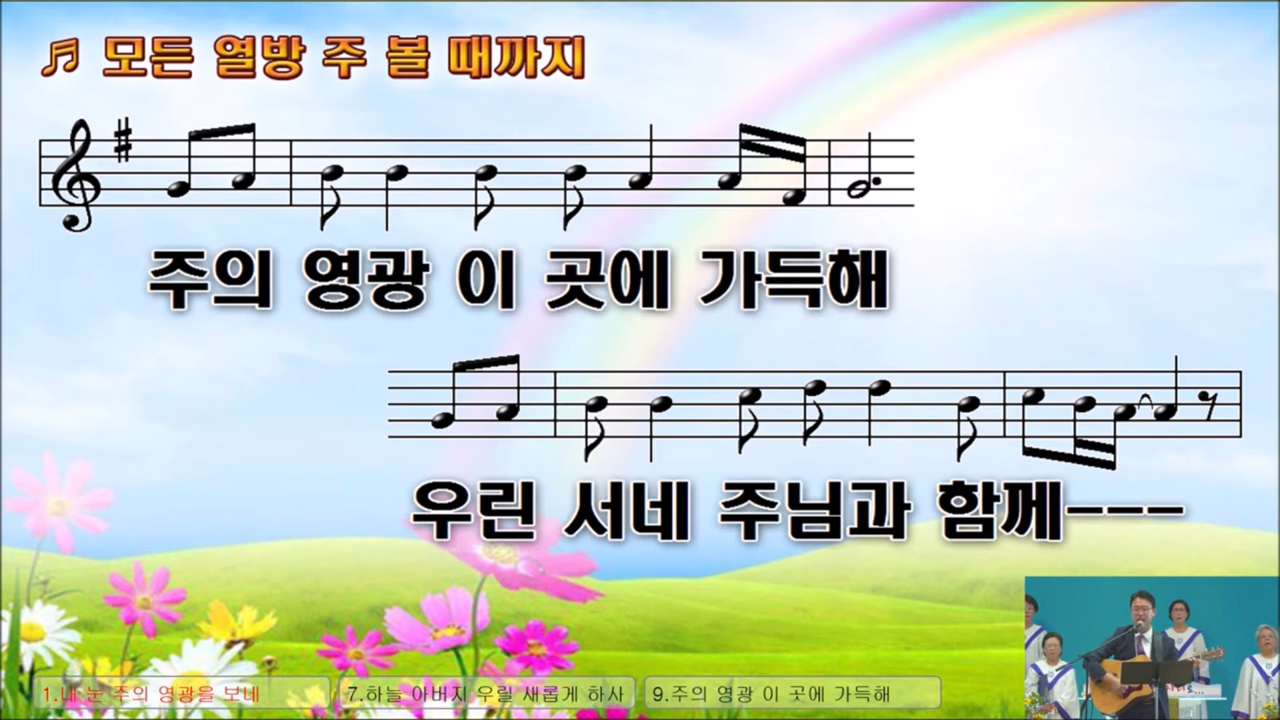 모든 열방 주 볼 때까지
주의 영광 이 곳에 가득해
우린 서네 주님과 함께---
1.내 눈 주의 영광을 보네
7.하늘 아버지 우릴 새롭게 하사
9.주의 영광 이 곳에 가득해